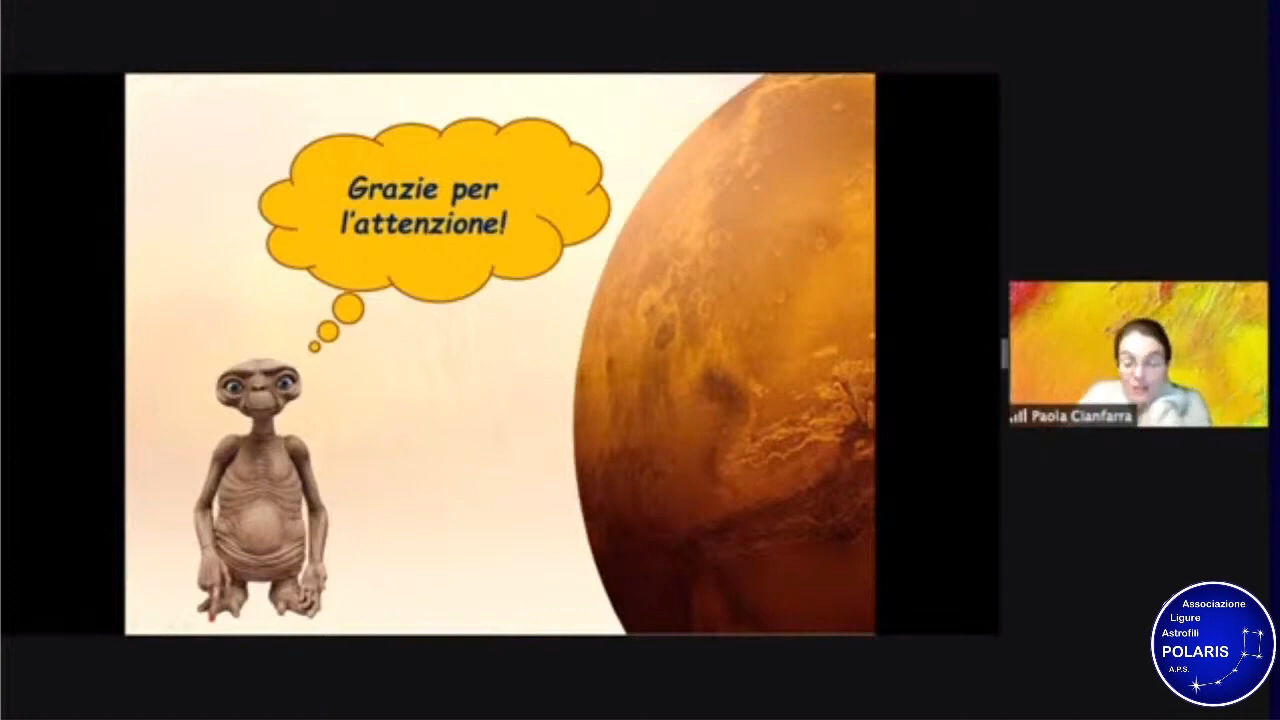 Grazie per
l'attenzione!
Paola Cianfarra
Associazione
Ligure
Astrofili
POLARIS
A.P.S.